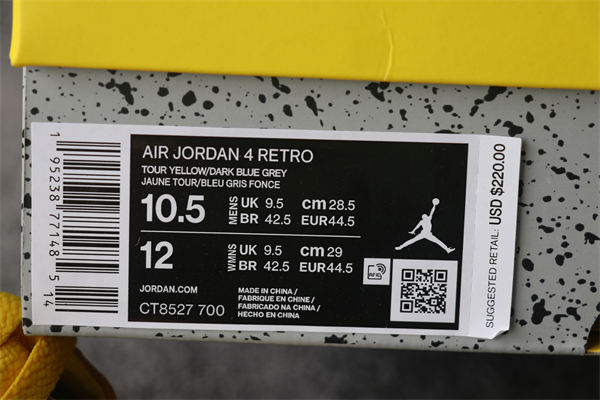 AIR JORDAN 4 RETRO
TOUR YELLOW/DARK BLUE GREY
JAUNE TOUR/BLEU GRIS FONCE
10.5 MENS UK 9.5 cm 28.5
BR 42.5 EUR 44.5
12 WMNS UK 9.5 cm 29
BR 42.5 EUR 44.5
RFID
JORDAN.COM
CT8527 700
MADE IN CHINA /
FABRIQUE EN CHINE /
FABRICADO NA CHINA /
HECHO EN CHINA
1 95238 77148 5 14
SUGGESTED RETAIL: USD $220.00